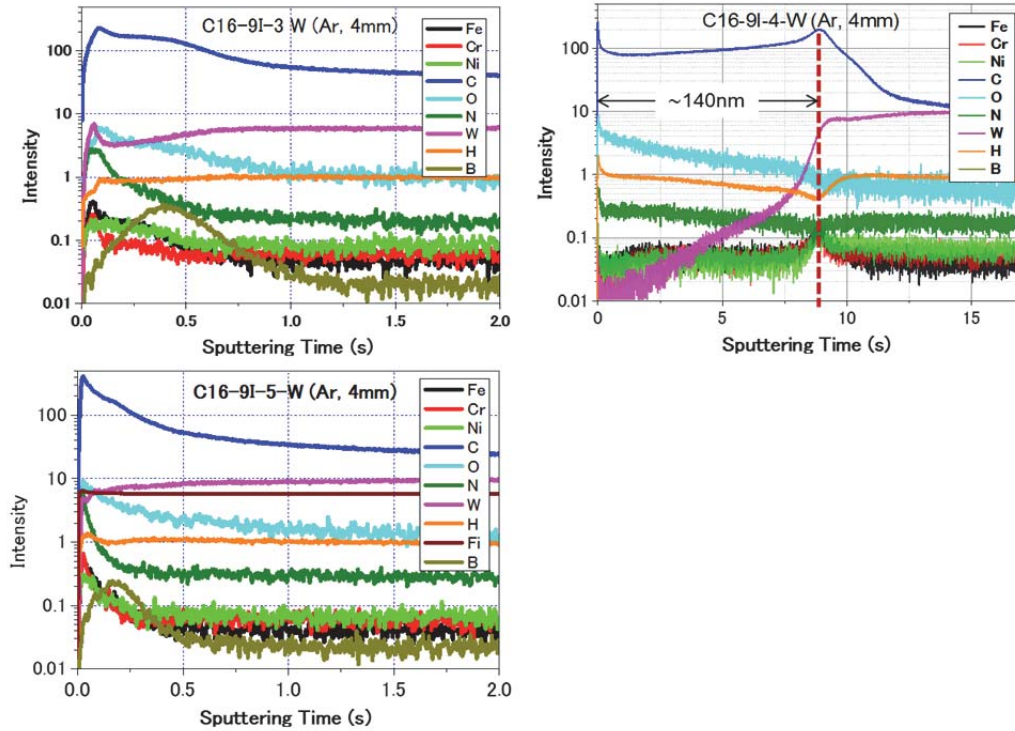 C16-9I-3 W (Ar, 4mm)
Intensity
100
10
1
0.1
0.01
0.0
0.5
1.0
1.5
2.0
Sputtering Time (s)
Fe
Cr
Ni
C
O
N
W
H
B
C16-9I-4-W (Ar, 4mm)
Intensity
100
10
1
0.1
0.01
0
5
10
15
Sputtering Time (s)
~140nm
Fe
Cr
Ni
C
O
N
W
H
B
C16-9I-5-W (Ar, 4mm)
Intensity
100
10
1
0.1
0.01
0.0
0.5
1.0
1.5
2.0
Sputtering Time (s)
Fe
Cr
Ni
C
O
N
W
H
Fi
B